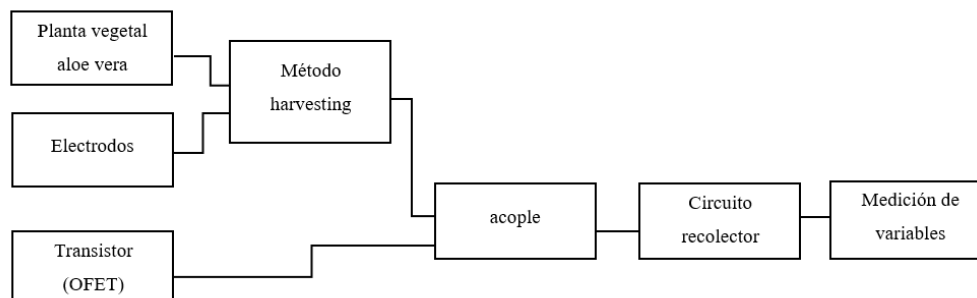 Planta vegetal
aloe vera
Método
harvesting
Electrodos
Transistor
(OFET)
acople
Circuito
recolector
Medición de
variables